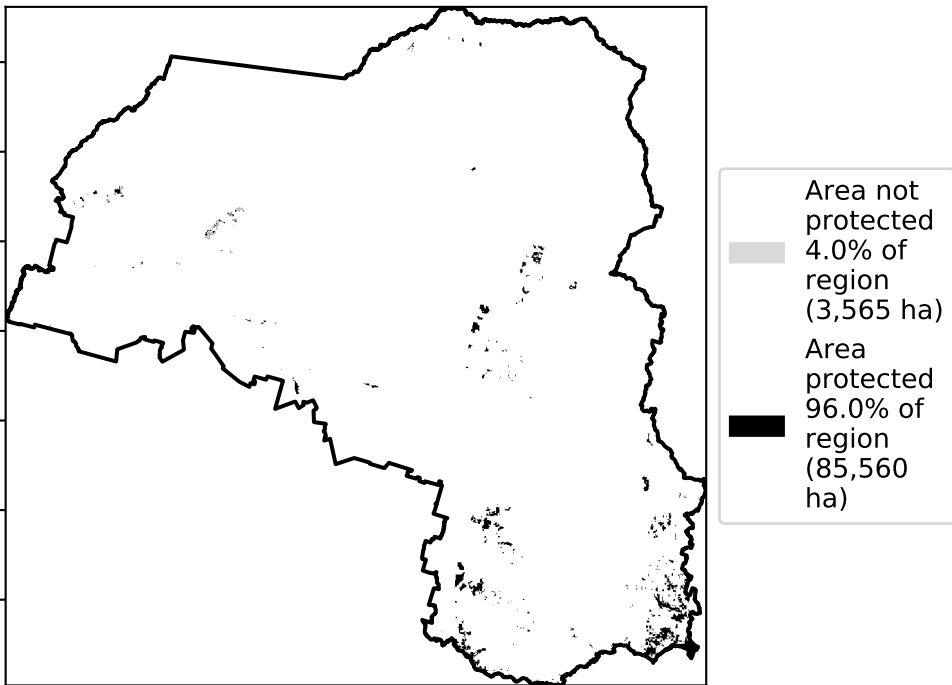 Area not
protected
4.0% of
region
(3,565 ha)
Area
protected
96.0% of
region
(85,560
ha)